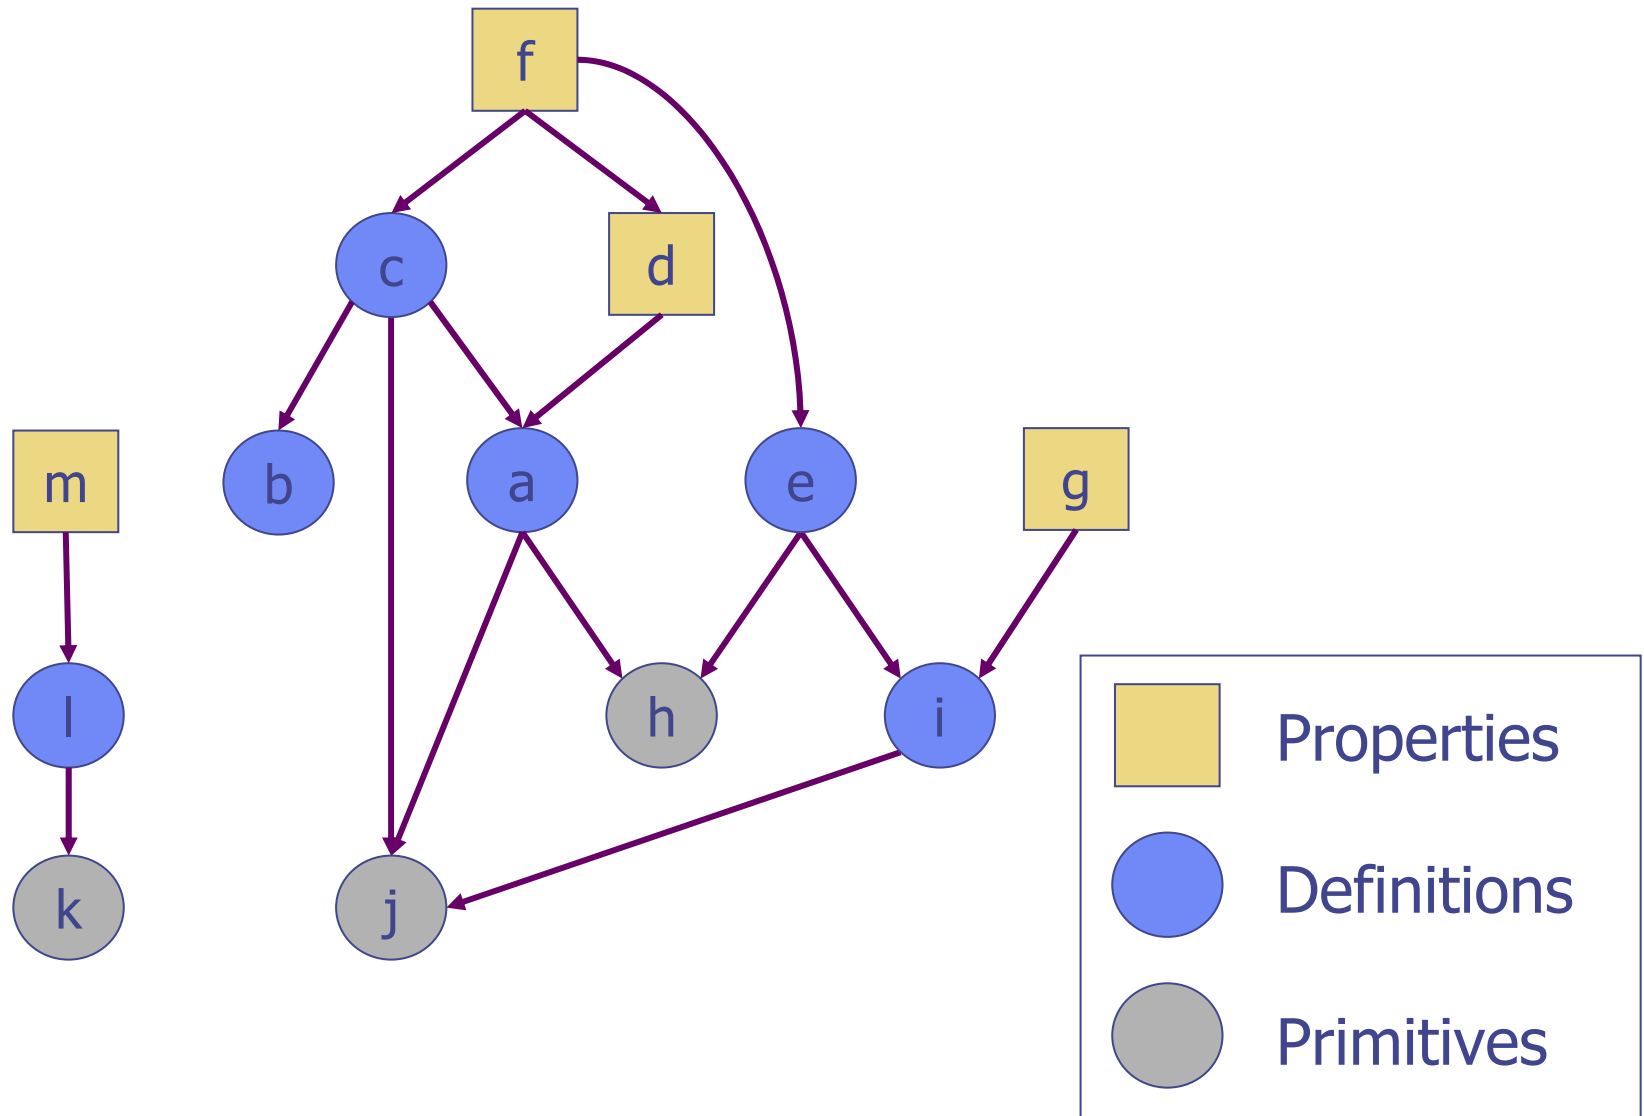 f
c
d
m
b
a
e
g
l
h
i
k
j
Properties
Definitions
Primitives